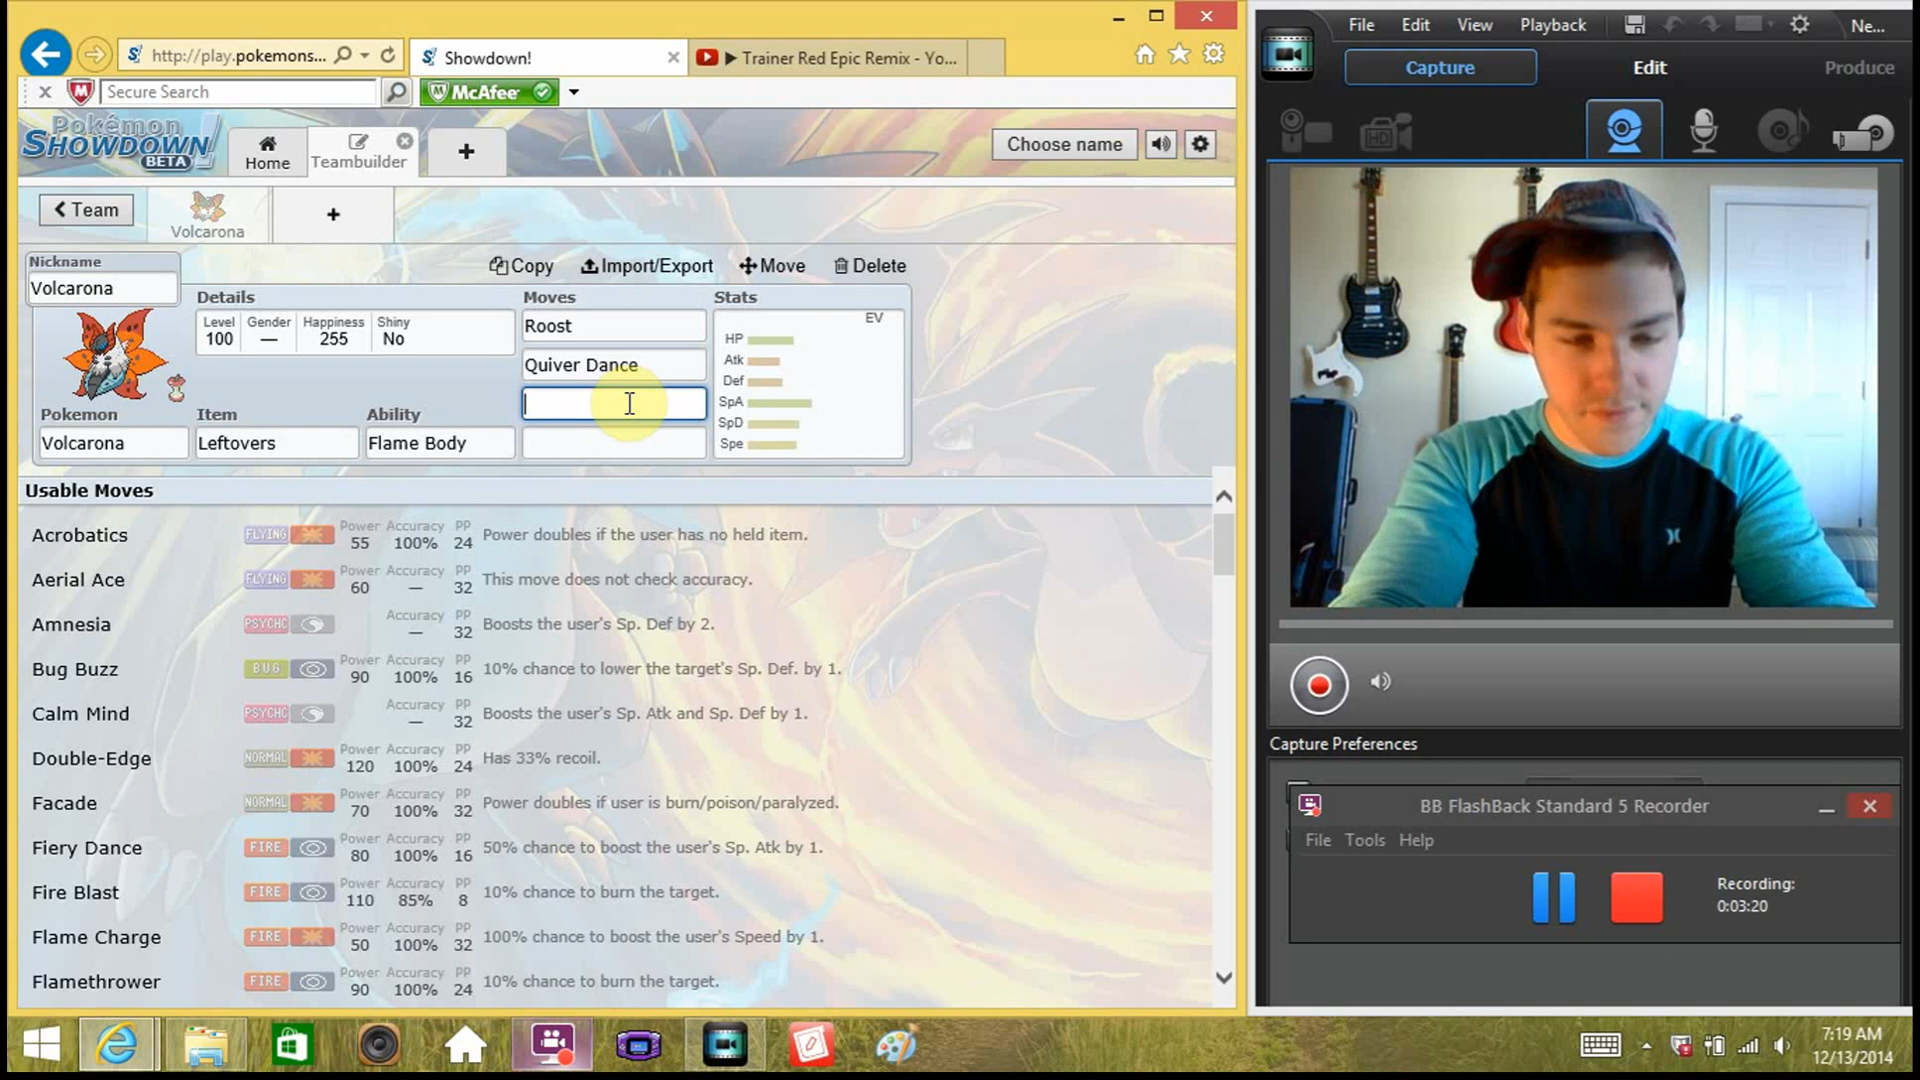 http://play.pokemons...
Showdown!
Trainer Red Epic Remix - Yo...
Secure Search
McAfee
Pokémon
SHOWDOWN!
BETA
Home
Teambuilder
Choose name
Team
Volcarona
Nickname
Volcarona
Copy
Import/Export
Move
Delete
Details
Level Gender Happiness Shiny
100 — 255 No
Moves
Roost
Quiver Dance
Stats
EV
HP
Atk
Def
SpA
SpD
Spe
Pokemon
Volcarona
Item
Leftovers
Ability
Flame Body
Usable Moves
Acrobatics FLYING Power 55 Accuracy 100% PP 24 Power doubles if the user has no held item.
Aerial Ace FLYING Power 60 Accuracy — PP 32 This move does not check accuracy.
Amnesia PSYCHC Accuracy — PP 32 Boosts the user's Sp. Def by 2.
Bug Buzz BUG Power 90 Accuracy 100% PP 16 10% chance to lower the target's Sp. Def. by 1.
Calm Mind PSYCHC Accuracy — PP 32 Boosts the user's Sp. Atk and Sp. Def by 1.
Double-Edge NORMAL Power 120 Accuracy 100% PP 24 Has 33% recoil.
Facade NORMAL Power 70 Accuracy 100% PP 32 Power doubles if user is burn/poison/paralyzed.
Fiery Dance FIRE Power 80 Accuracy 100% PP 16 50% chance to boost the user's Sp. Atk by 1.
Fire Blast FIRE Power 110 Accuracy 85% PP 8 10% chance to burn the target.
Flame Charge FIRE Power 50 Accuracy 100% PP 32 100% chance to boost the user's Speed by 1.
Flamethrower FIRE Power 90 Accuracy 100% PP 24 10% chance to burn the target.
File Edit View Playback Ne...
Capture Edit Produce
HD
Capture Preferences
BB FlashBack Standard 5 Recorder
File Tools Help
Recording:
0:03:20
7:19 AM
12/13/2014